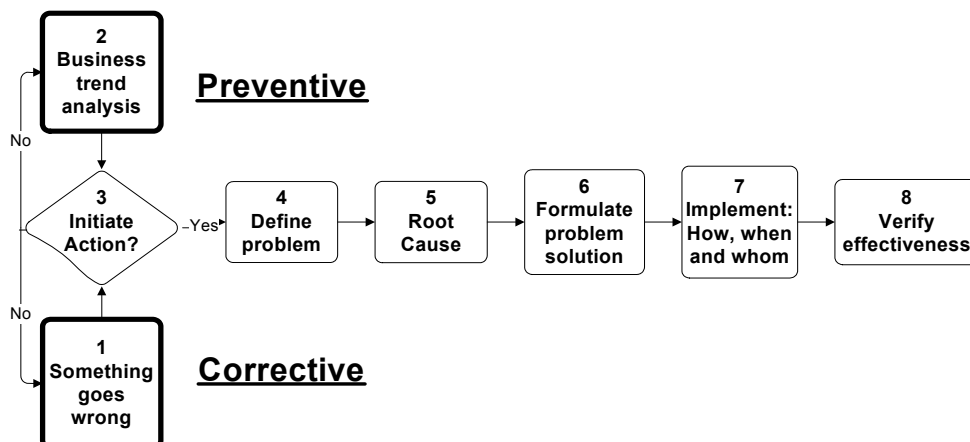 2
Business
trend
analysis
Preventive
No
3
Initiate
Action?
Yes
4
Define
problem
5
Root
Cause
6
Formulate
problem
solution
7
Implement:
How, when
and whom
8
Verify
effectiveness
No
1
Something
goes
wrong
Corrective